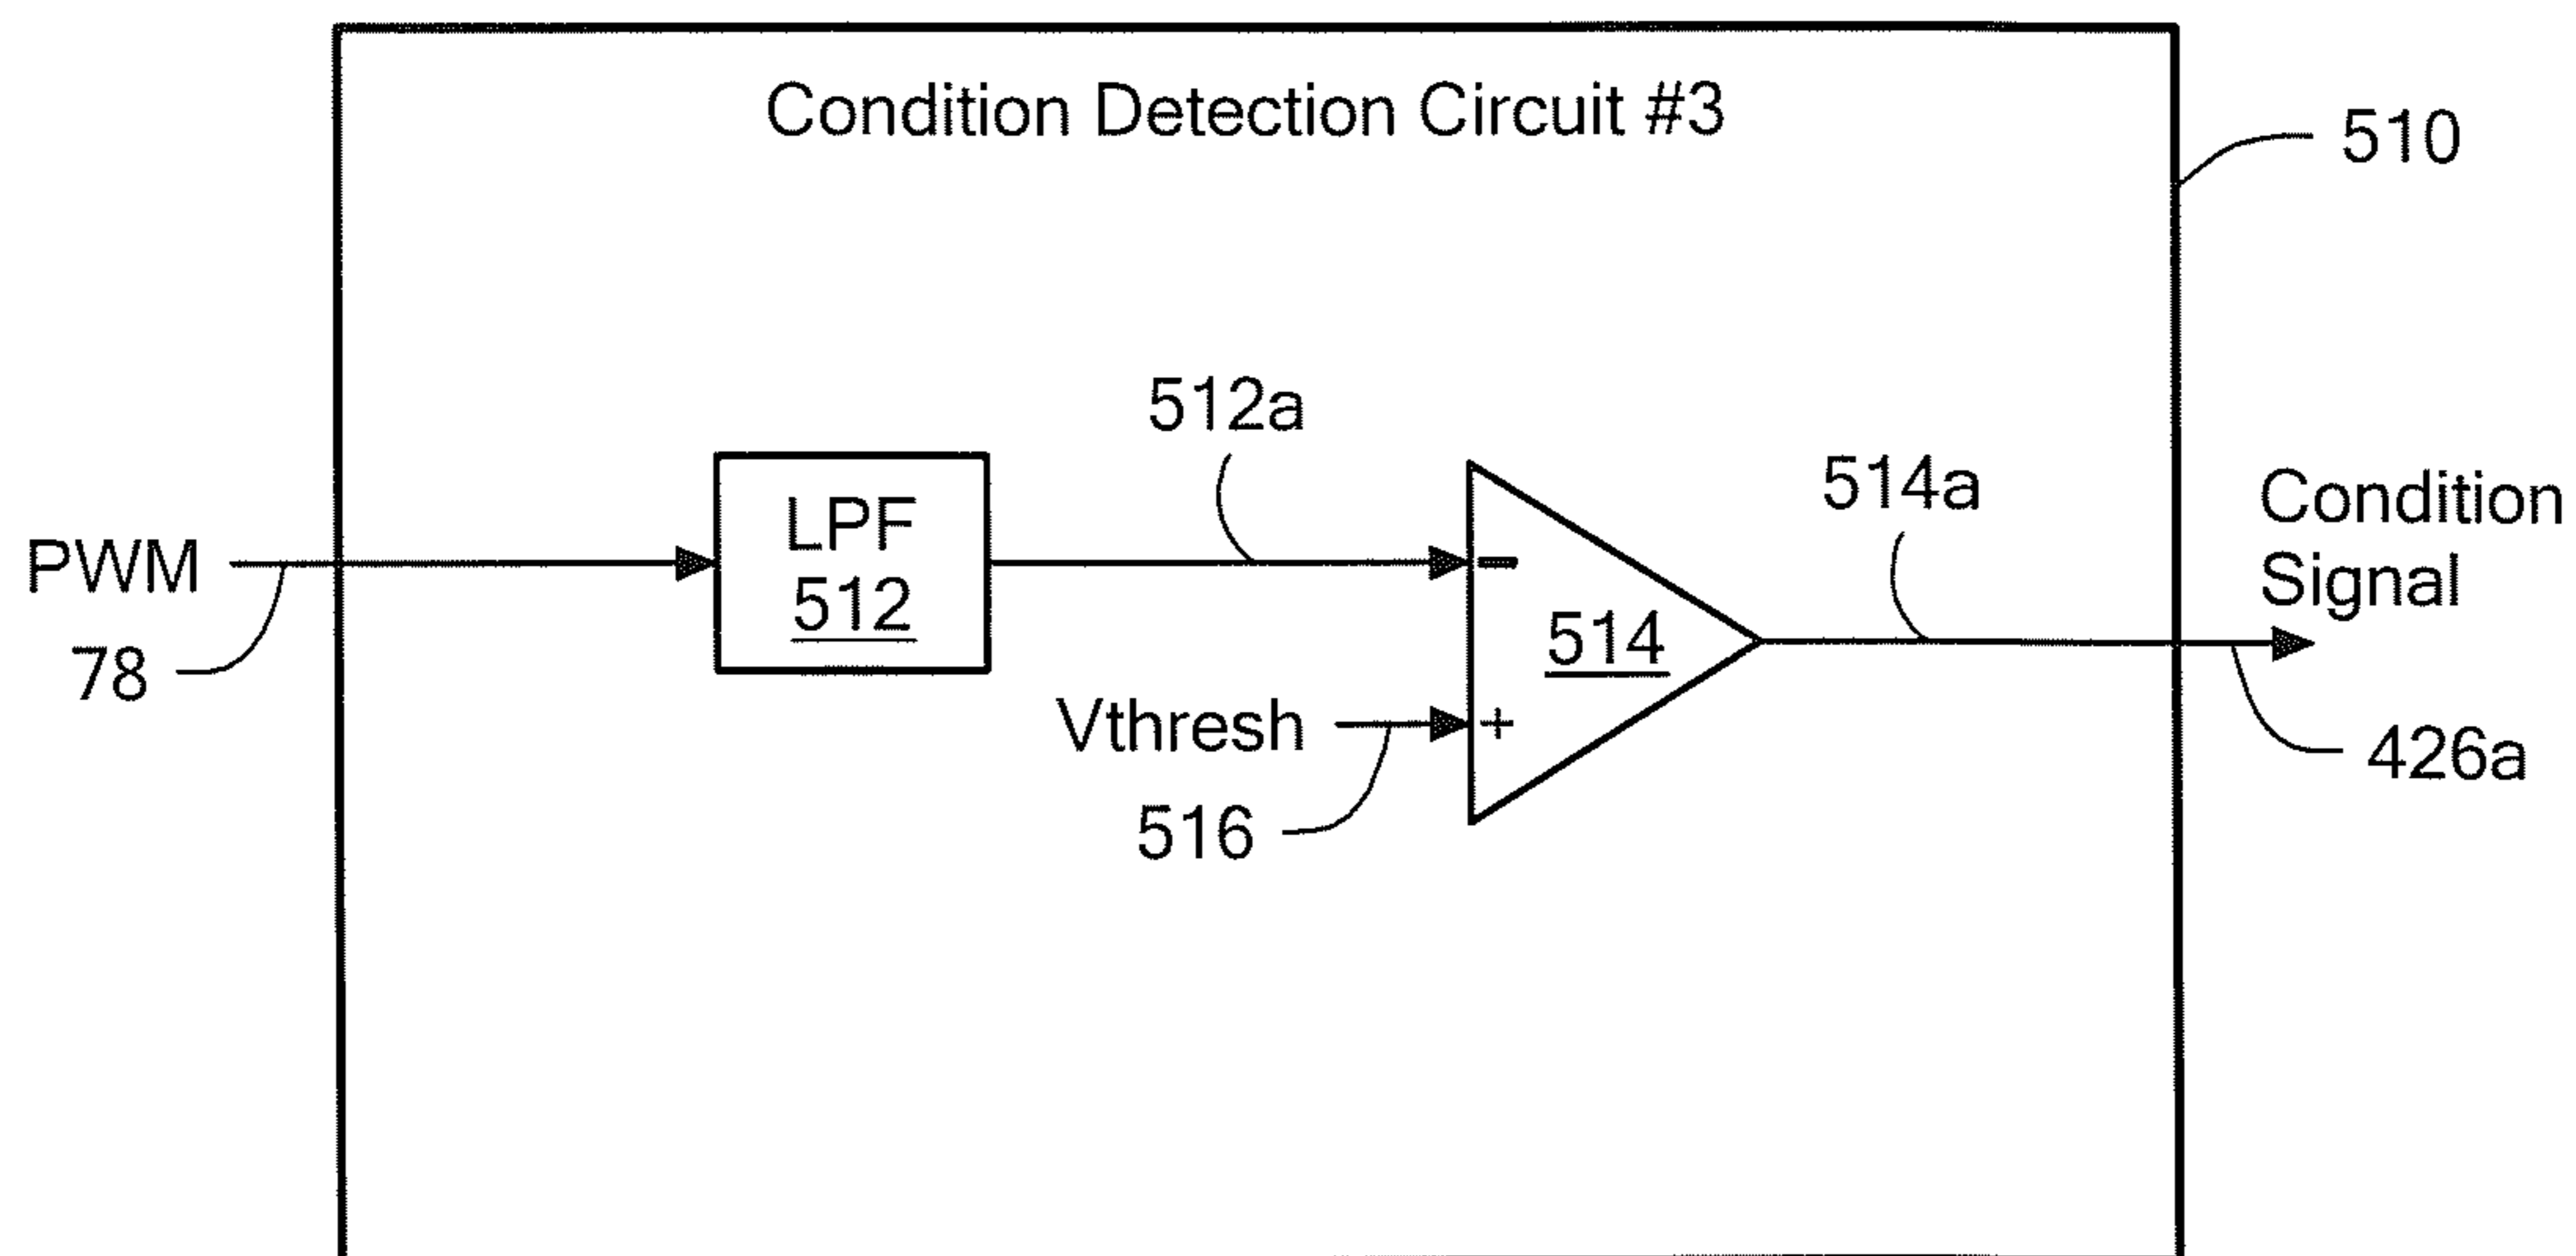 Condition Detection Circuit #3
510
512a
514a
Condition
Signal
PWM
78
LPF
512
-
514
Vthresh
+
516
426a